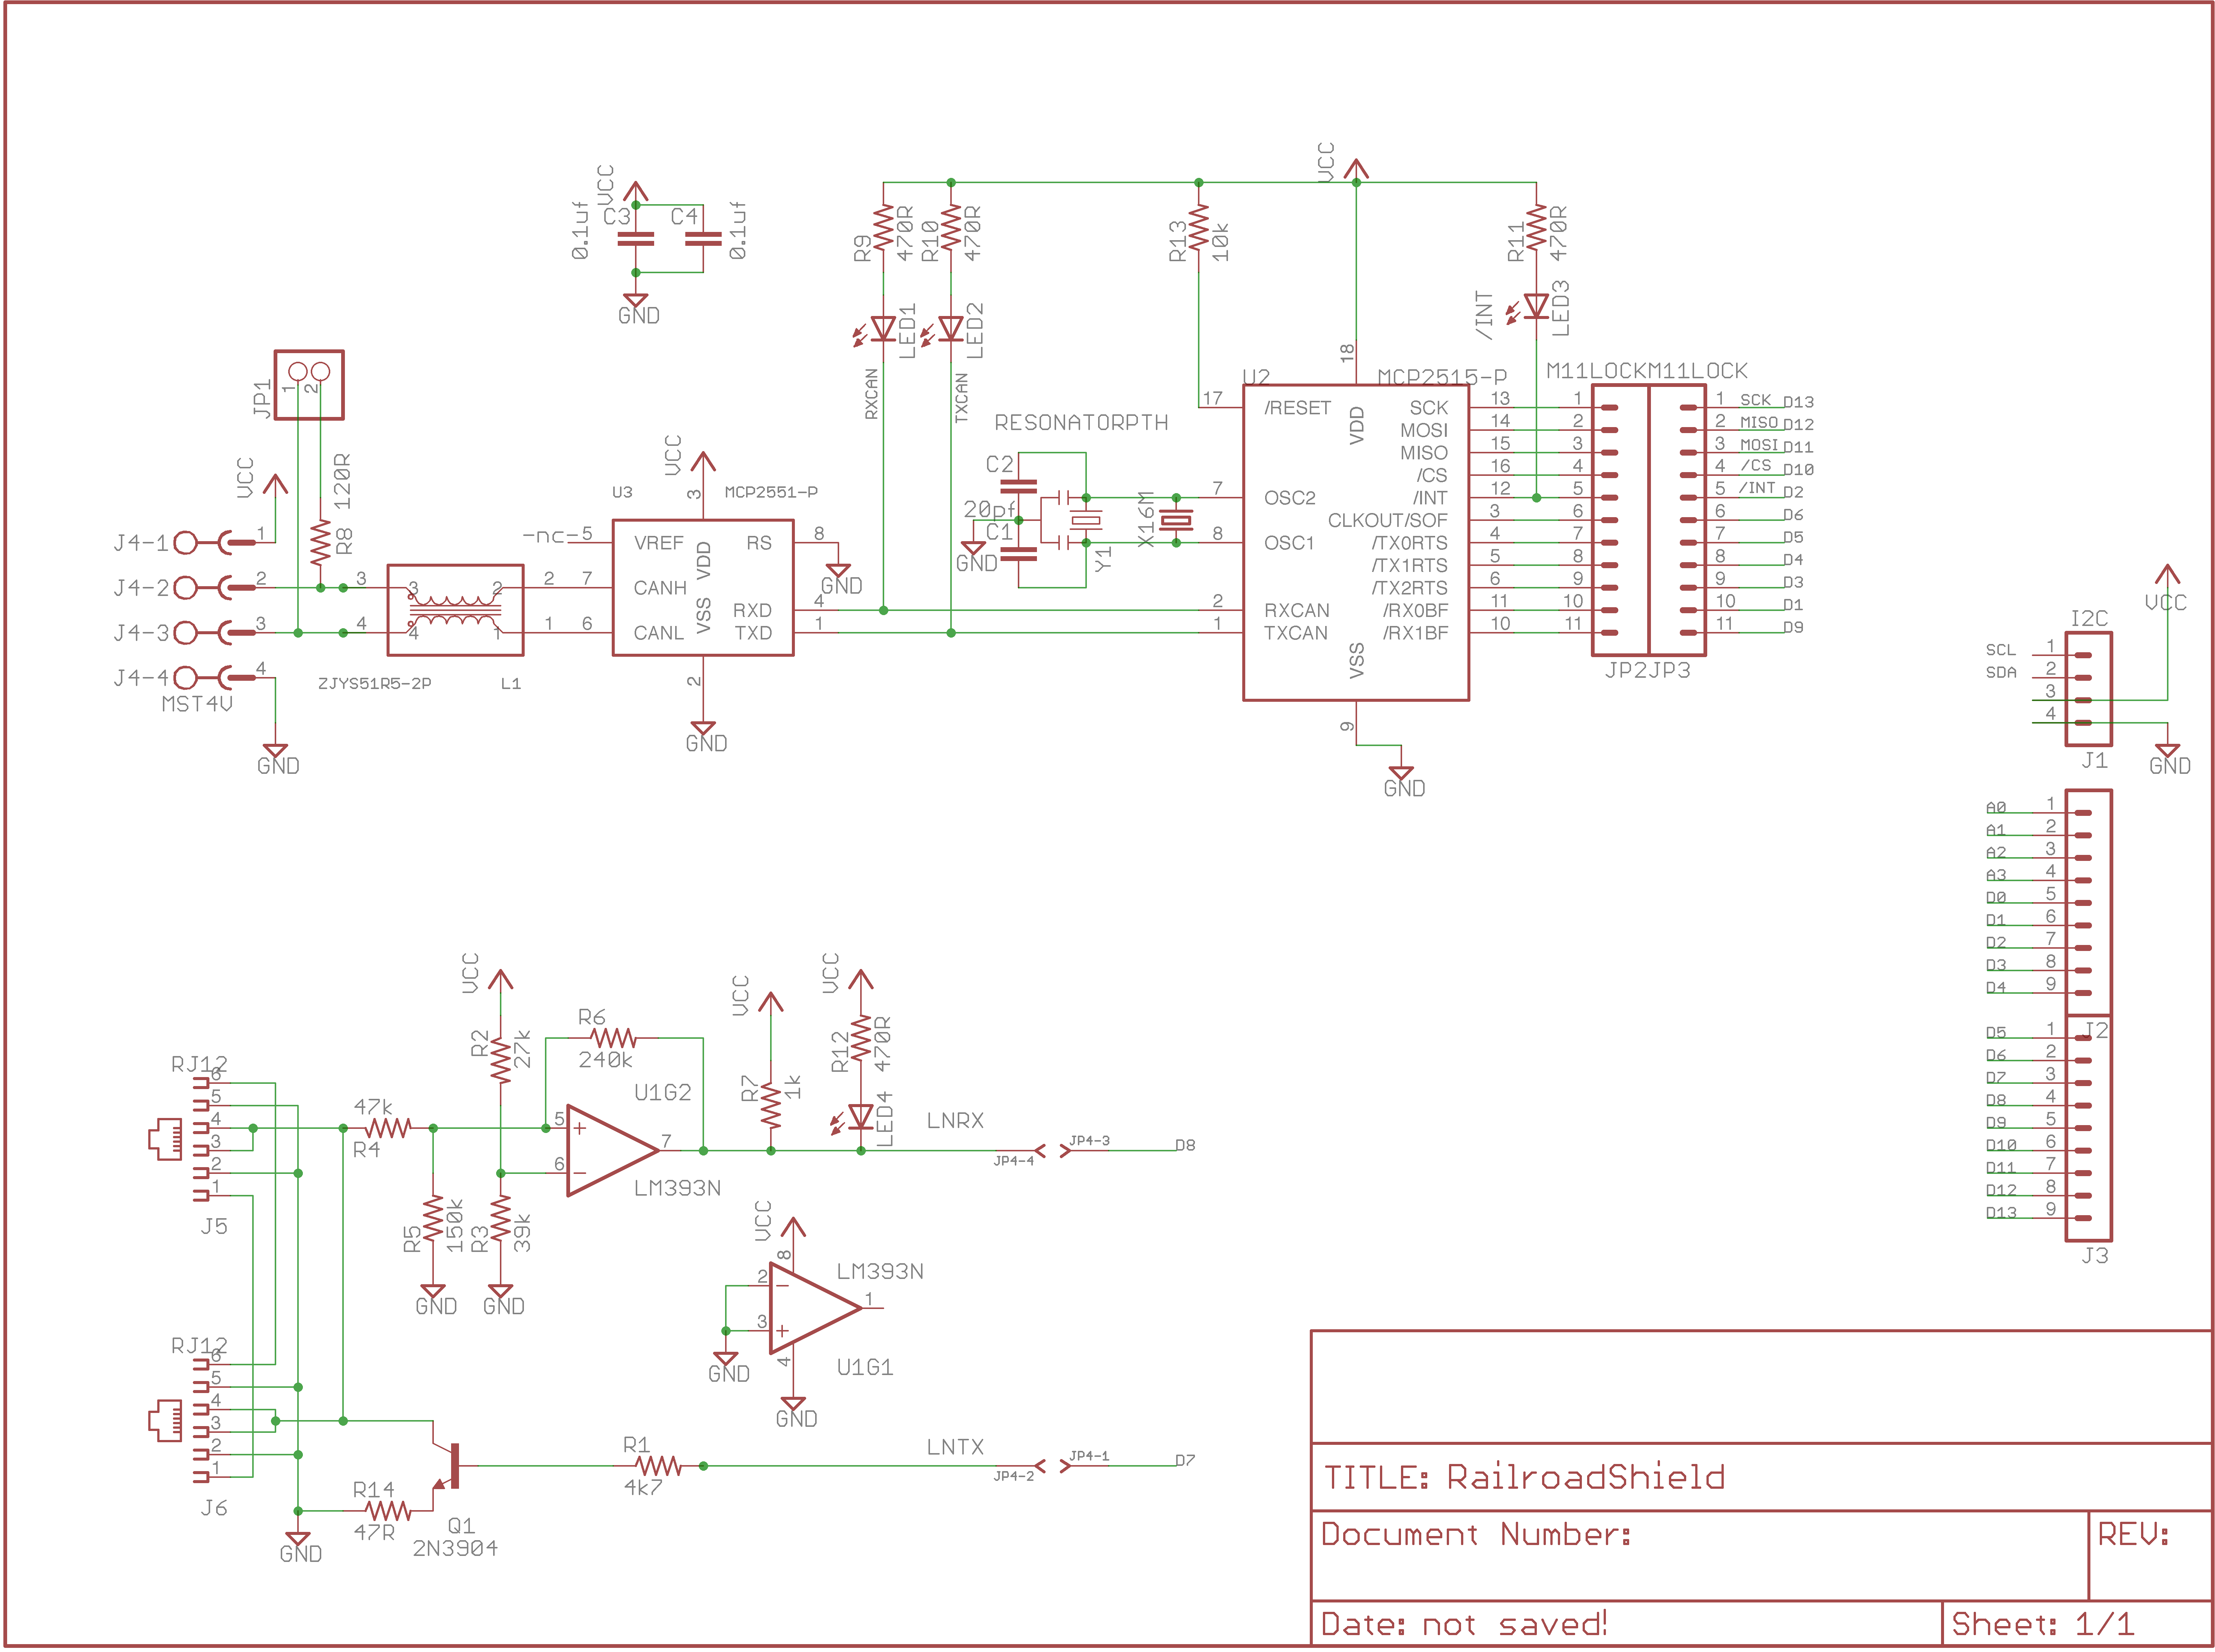 VCC
C3
0.1uf
C4
0.1uf
GND
R9
470R
R10
470R
LED1
LED2
RXCAN
TXCAN
R13
10k
VCC
R11
470R
/INT
LED3
JP1
1
2
VCC
120R
R8
J4-1
1
J4-2
2
J4-3
3
J4-4
4
MST4V
GND
3
4
3
2
4
1
2
1
ZJYS51R5-2P
L1
U3
VCC
3
MCP2551-P
-nc-
5
7
6
VREF
CANH
CANL
VDD
VSS
RS
RXD
TXD
8
4
1
GND
2
GND
RESONATORPTH
C2
20pf
C1
GND
Y1
X16M
U2
MCP2515-P
18
VDD
17
/RESET
7
OSC2
8
OSC1
2
RXCAN
1
TXCAN
VSS
9
GND
SCK
13
MOSI
14
MISO
15
/CS
16
/INT
12
CLKOUT/SOF
3
/TX0RTS
4
/TX1RTS
5
/TX2RTS
6
/RX0BF
11
/RX1BF
10
M11LOCKM11LOCK
1
2
3
4
5
6
7
8
9
10
11
1 SCK D13
2 MISO D12
3 MOSI D11
4 /CS D10
5 /INT D2
6 D6
7 D5
8 D4
9 D3
10 D1
11 D9
JP2JP3
VCC
I2C
SCL 1
SDA 2
3
4
J1
GND
A0 1
A1 2
A2 3
A3 4
D0 5
D1 6
D2 7
D3 8
D4 9
J2
D5 1
D6 2
D7 3
D8 4
D9 5
D10 6
D11 7
D12 8
D13 9
J3
RJ12
6
5
4
3
2
1
J5
47k
R4
VCC
R2
27k
R6
240k
U1G2
5
6
7
LM393N
R5
150k
R3
39k
GND
GND
VCC
R7
1k
VCC
R12
470R
LED4
LNRX
JP4-4
JP4-3
D8
VCC
8
LM393N
2
3
1
4
U1G1
GND
GND
RJ12
6
5
4
3
2
1
J6
R14
47R
GND
Q1
2N3904
R1
4k7
LNTX
JP4-2
JP4-1
D7
TITLE: RailroadShield
Document Number:
REV:
Date: not saved!
Sheet: 1/1